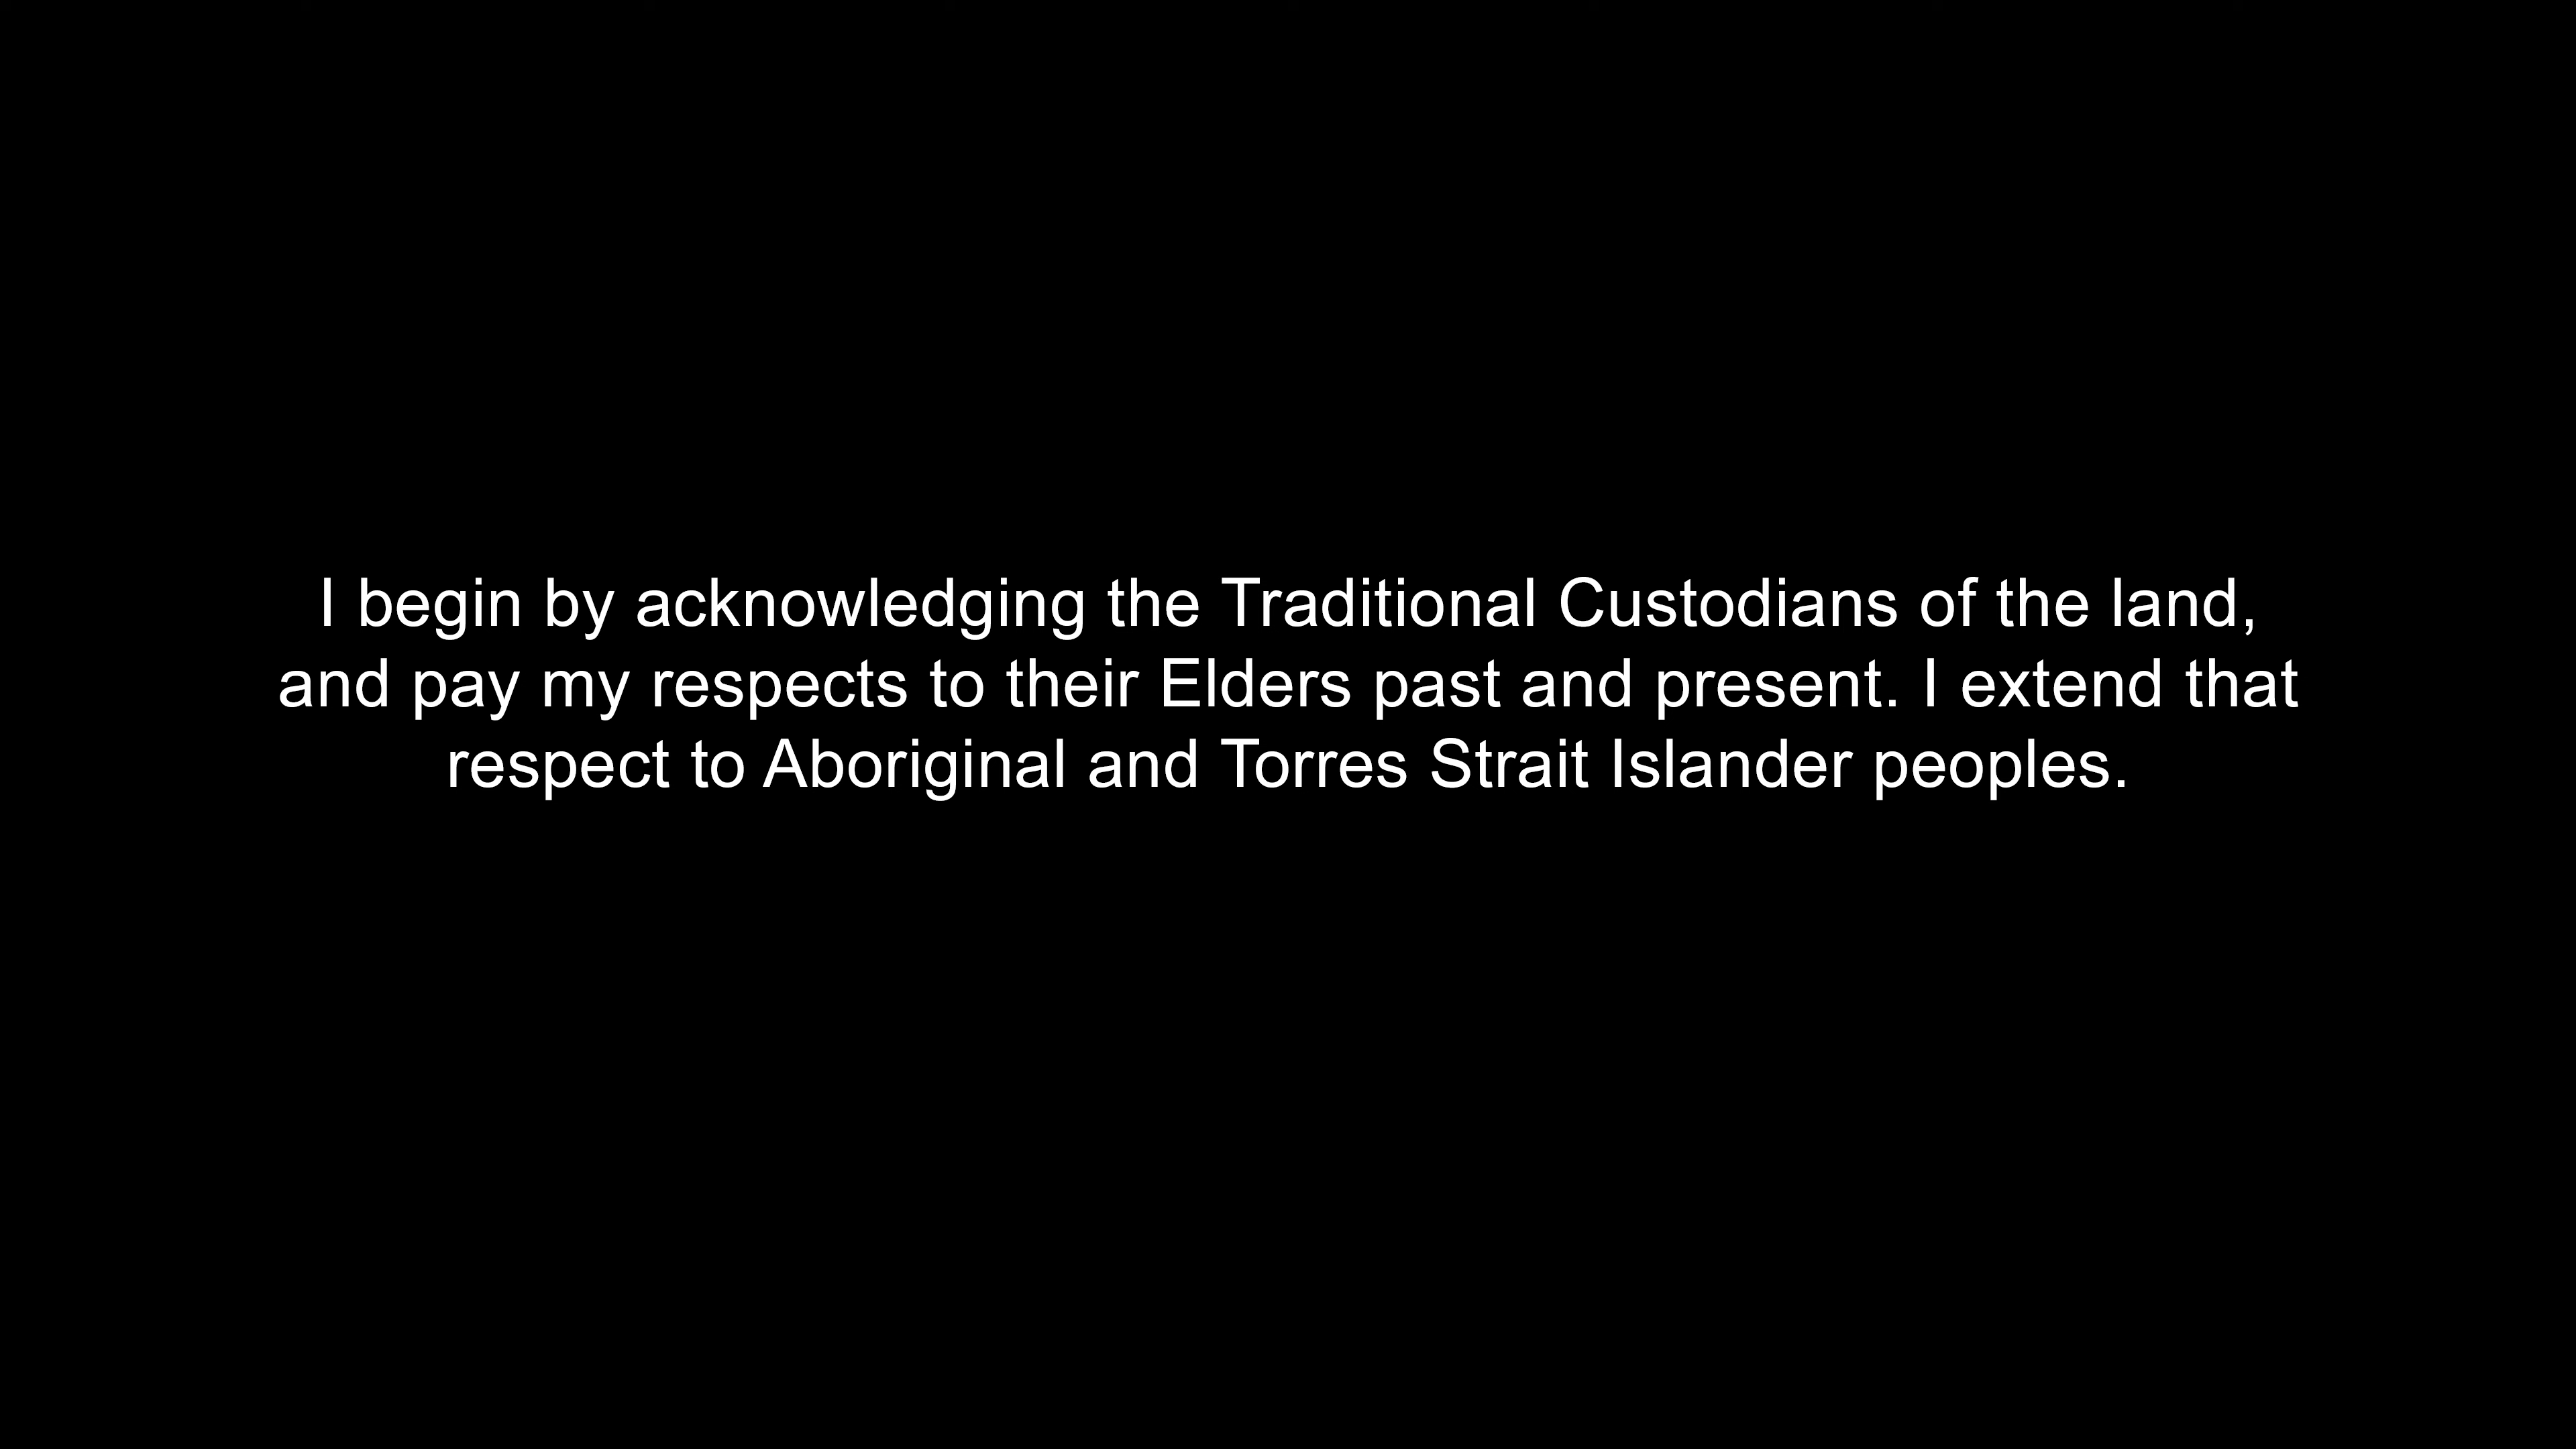 I begin by acknowledging the Traditional Custodians of the land,
and pay my respects to their Elders past and present. I extend that
respect to Aboriginal and Torres Strait Islander peoples.